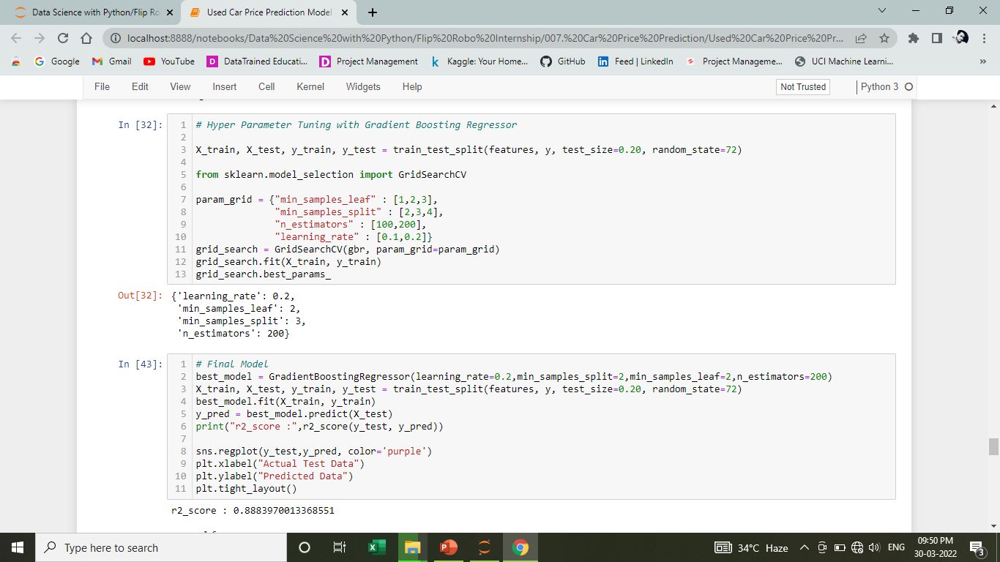 Data Science with Python/Flip Ro
Used Car Price Prediction Model
localhost:8888/notebooks/Data%20Science%20with%20Python/Flip%20Robo%20Internship/007.%20Car%20Price%20Prediction/Used%20Car%20Price%20Pr...
Google Gmail YouTube DataTrained Educati... Project Management Kaggle: Your Home... GitHub Feed | LinkedIn Project Manageme... UCI Machine Learni... »
File Edit View Insert Cell Kernel Widgets Help Not Trusted Python 3
In [32]:
1 # Hyper Parameter Tuning with Gradient Boosting Regressor
2
3 X_train, X_test, y_train, y_test = train_test_split(features, y, test_size=0.20, random_state=72)
4
5 from sklearn.model_selection import GridSearchCV
6
7 param_grid = {"min_samples_leaf" : [1,2,3],
8 "min_samples_split" : [2,3,4],
9 "n_estimators" : [100,200],
10 "learning_rate" : [0.1,0.2]}
11 grid_search = GridSearchCV(gbr, param_grid=param_grid)
12 grid_search.fit(X_train, y_train)
13 grid_search.best_params_
Out[32]: {'learning_rate': 0.2,
'min_samples_leaf': 2,
'min_samples_split': 3,
'n_estimators': 200}
In [43]:
1 # Final Model
2 best_model = GradientBoostingRegressor(learning_rate=0.2,min_samples_split=2,min_samples_leaf=2,n_estimators=200)
3 X_train, X_test, y_train, y_test = train_test_split(features, y, test_size=0.20, random_state=72)
4 best_model.fit(X_train, y_train)
5 y_pred = best_model.predict(X_test)
6 print("r2_score :",r2_score(y_test, y_pred))
7
8 sns.regplot(y_test,y_pred, color='purple')
9 plt.xlabel("Actual Test Data")
10 plt.ylabel("Predicted Data")
11 plt.tight_layout()
r2_score : 0.8883970013368551
Type here to search
34°C Haze
ENG
09:50 PM
30-03-2022
3